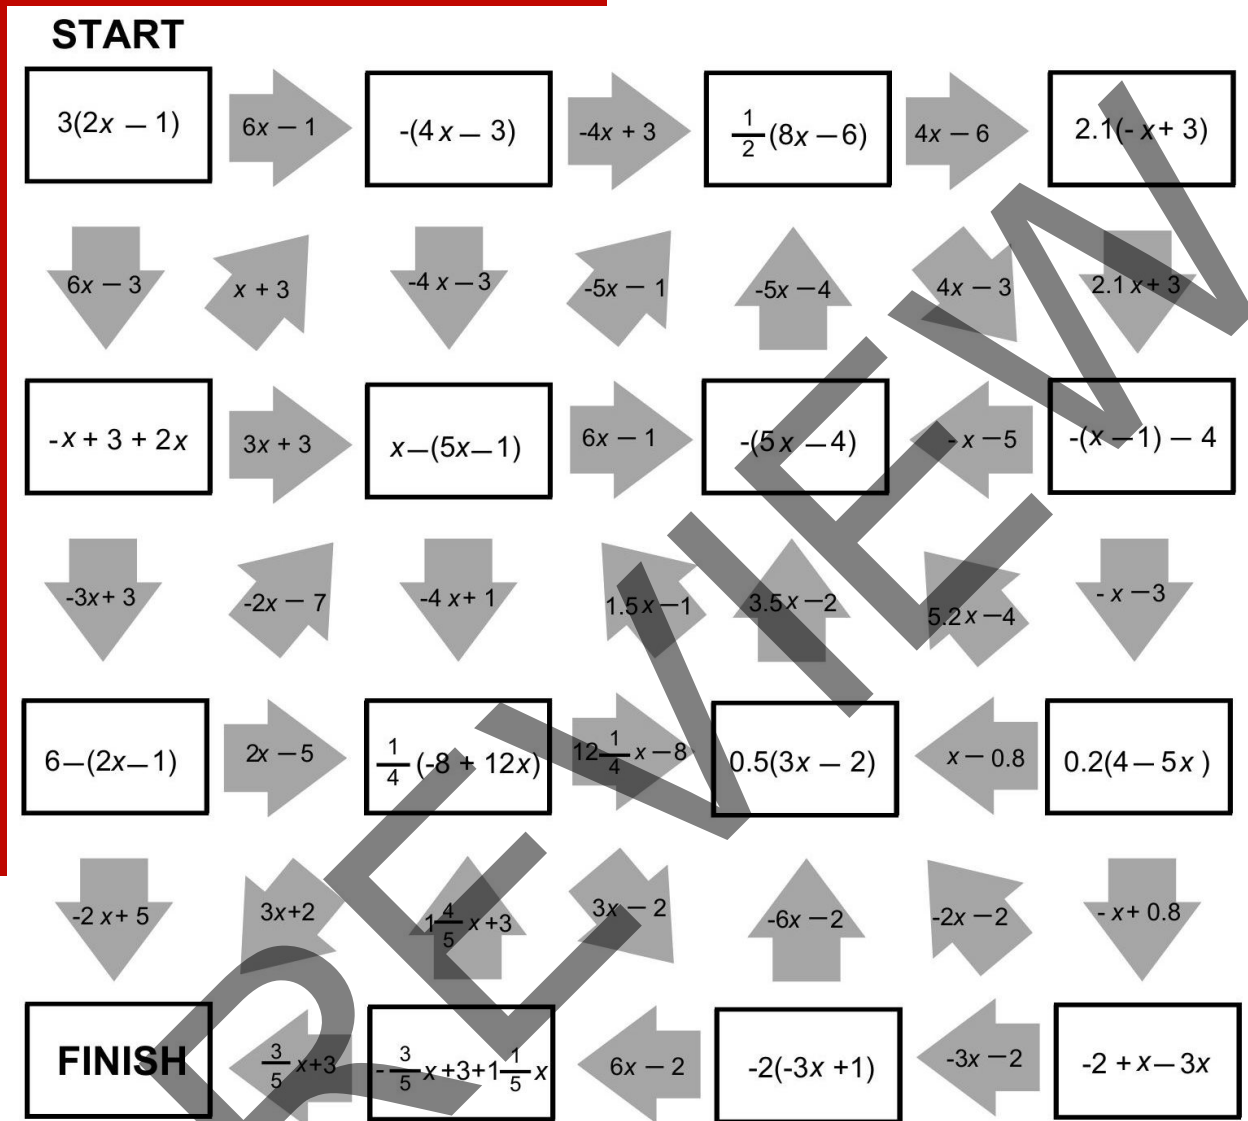 START
3(2x – 1) 6x – 1 -(4x – 3) -4x + 3 1/2(8x – 6) 4x – 6 2.1(-x + 3)
6x – 3 x + 3 -4x – 3 -5x – 1 -5x – 4 4x – 3 2.1x + 3
-x + 3 + 2x 3x + 3 x – (5x – 1) 6x – 1 -(5x – 4) -x – 5 -(x – 1) – 4
-3x + 3 -2x – 7 -4x + 1 1.5x – 1 3.5x – 2 5.2x – 4 -x – 3
6 – (2x – 1) 2x – 5 1/4(-8 + 12x) 12 1/4x – 8 0.5(3x – 2) x – 0.8 0.2(4 – 5x)
-2x + 5 3x+2 1 4/5x+3 3x – 2 -6x – 2 -2x – 2 -x + 0.8
FINISH 3/5x+3 -3/5x+3+1 1/5x 6x – 2 -2(-3x +1) -3x – 2 -2 + x – 3x
PREVIEW